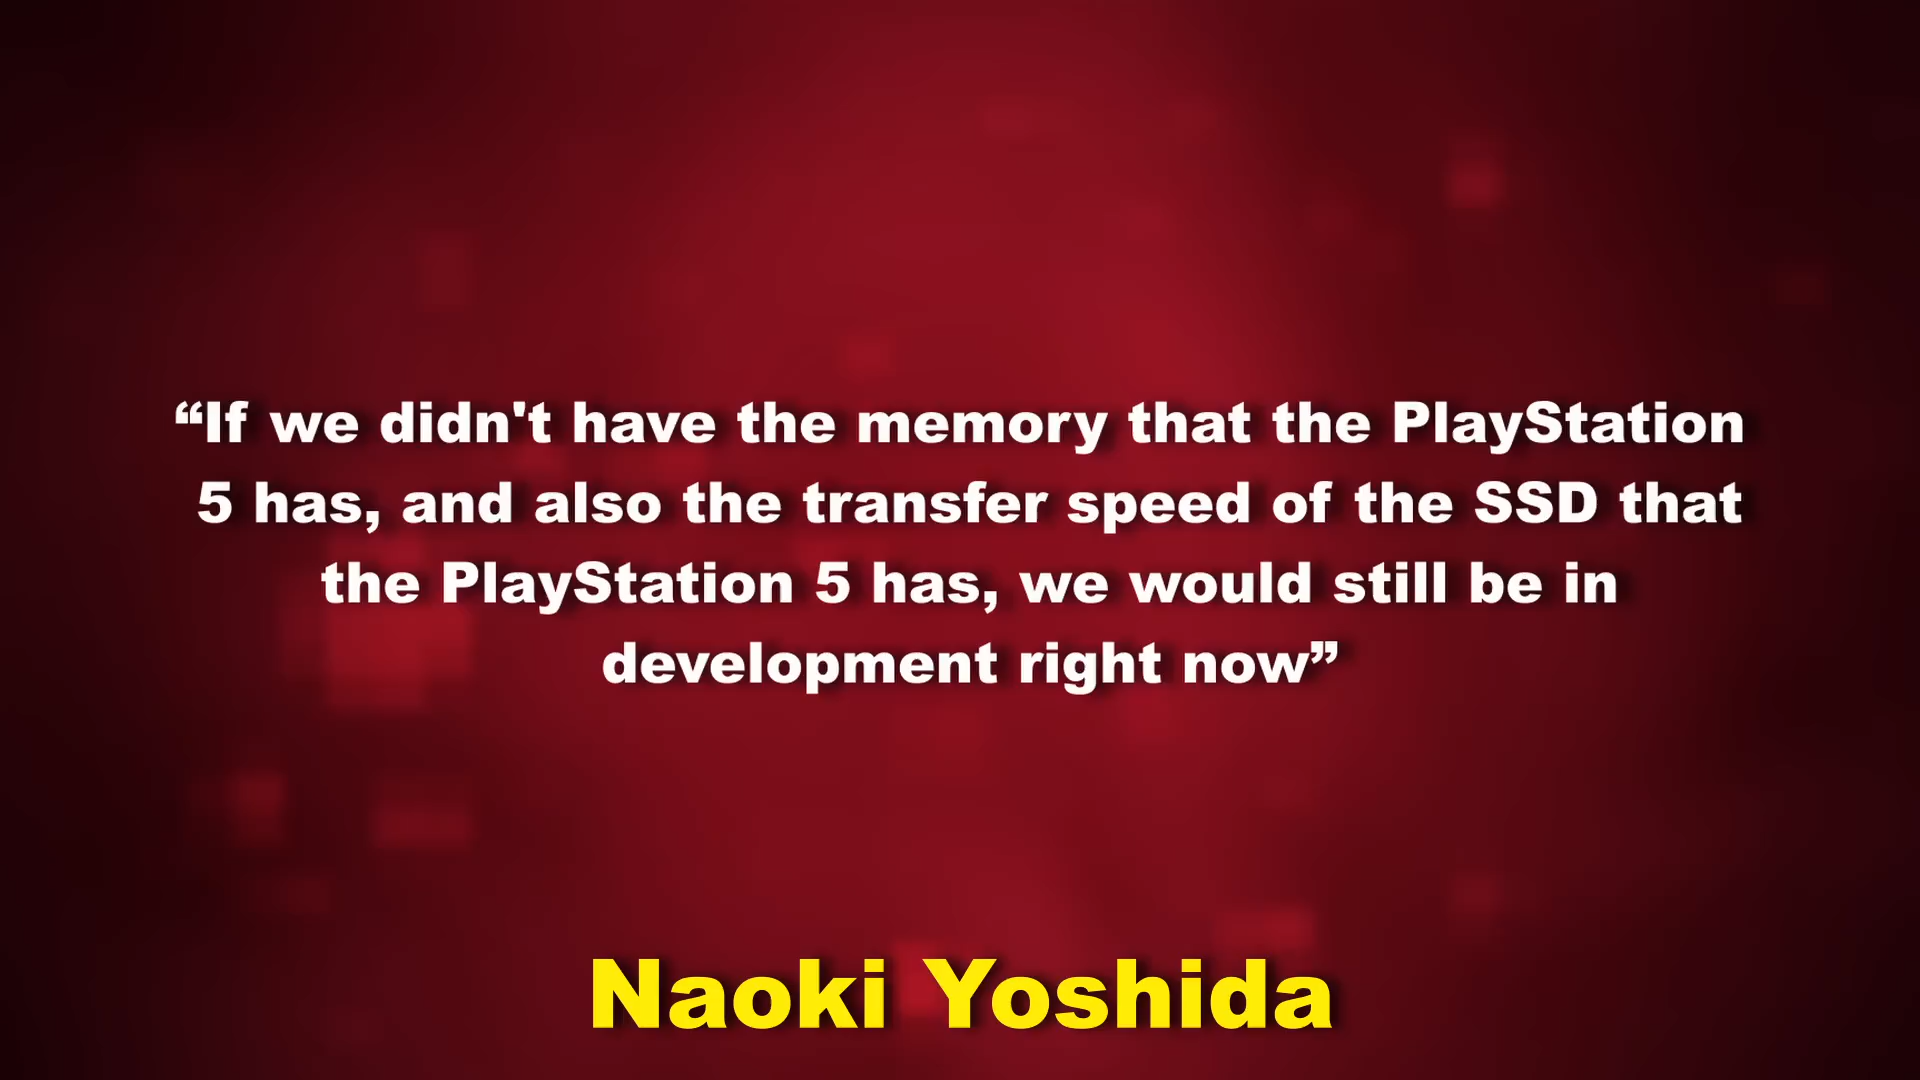 “If we didn't have the memory that the PlayStation
5 has, and also the transfer speed of the SSD that
the PlayStation 5 has, we would still be in
development right now”
Naoki Yoshida